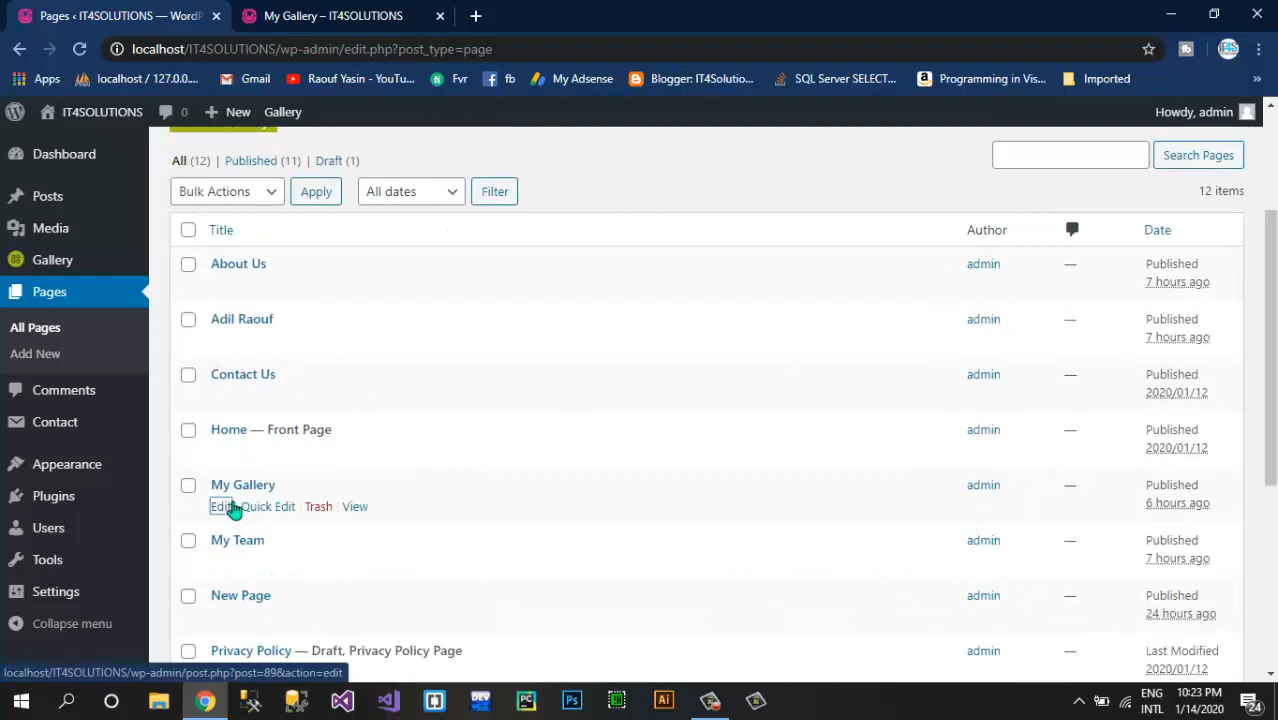 Pages ‹ IT4SOLUTIONS — WordP
My Gallery – IT4SOLUTIONS
localhost/IT4SOLUTIONS/wp-admin/edit.php?post_type=page
Apps
localhost / 127.0.0....
Gmail
Raouf Yasin - YouTu...
Fvr
fb
My Adsense
Blogger: IT4Solutio...
SQL Server SELECT...
Programming in Vis...
Imported
IT4SOLUTIONS
0
New
Gallery
Howdy, admin
Dashboard
Posts
Media
Gallery
Pages
All Pages
Add New
Comments
Contact
Appearance
Plugins
Users
Tools
Settings
Collapse menu
All (12) | Published (11) | Draft (1)
Search Pages
Bulk Actions
Apply
All dates
Filter
12 items
Title
Author
Date
About Us
admin
—
Published
7 hours ago
Adil Raouf
admin
—
Published
7 hours ago
Contact Us
admin
—
Published
2020/01/12
Home — Front Page
admin
—
Published
2020/01/12
My Gallery
Edit | Quick Edit | Trash | View
admin
—
Published
6 hours ago
My Team
admin
—
Published
7 hours ago
New Page
admin
—
Published
24 hours ago
Privacy Policy — Draft, Privacy Policy Page
admin
—
Last Modified
2020/01/12
localhost/IT4SOLUTIONS/wp-admin/post.php?post=89&action=edit
DEV
PC
Ps
Ai
ENG
INTL
10:23 PM
1/14/2020
24